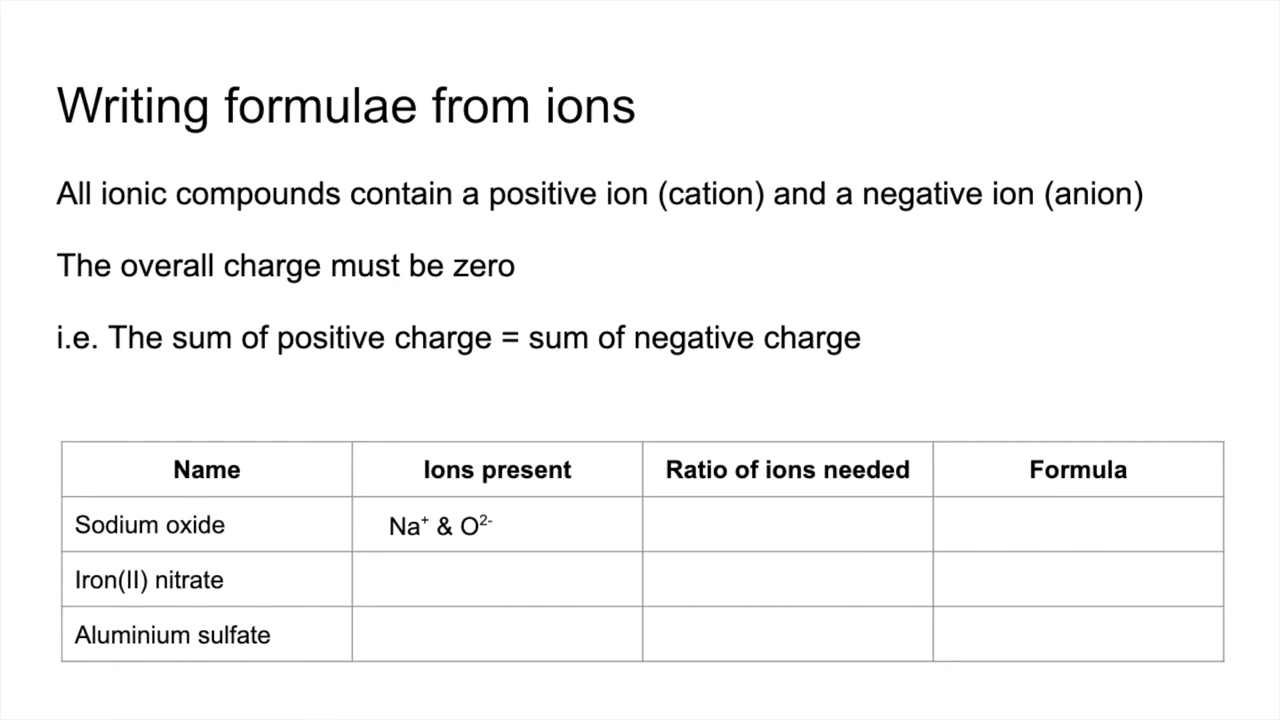 Writing formulae from ions
All ionic compounds contain a positive ion (cation) and a negative ion (anion)
The overall charge must be zero
i.e. The sum of positive charge = sum of negative charge
Name Ions present Ratio of ions needed Formula
Sodium oxide Na⁺ & O²⁻
Iron(II) nitrate
Aluminium sulfate